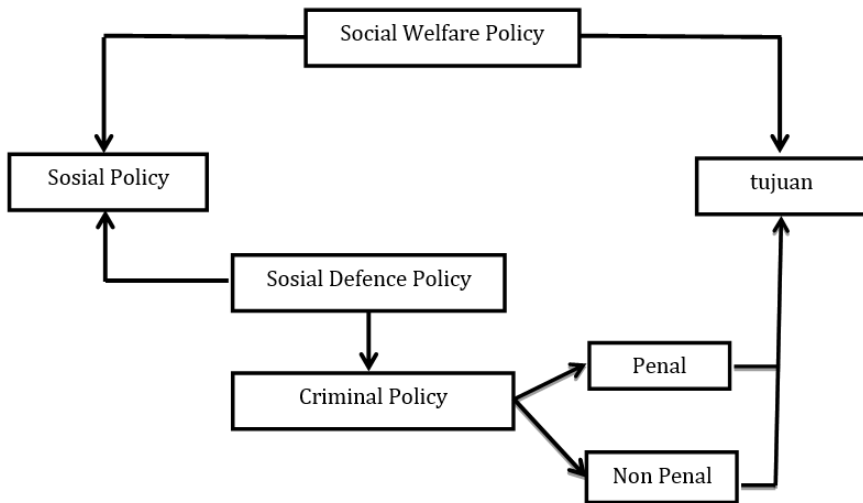 Social Welfare Policy
Sosial Policy
tujuan
Sosial Defence Policy
Penal
Criminal Policy
Non Penal